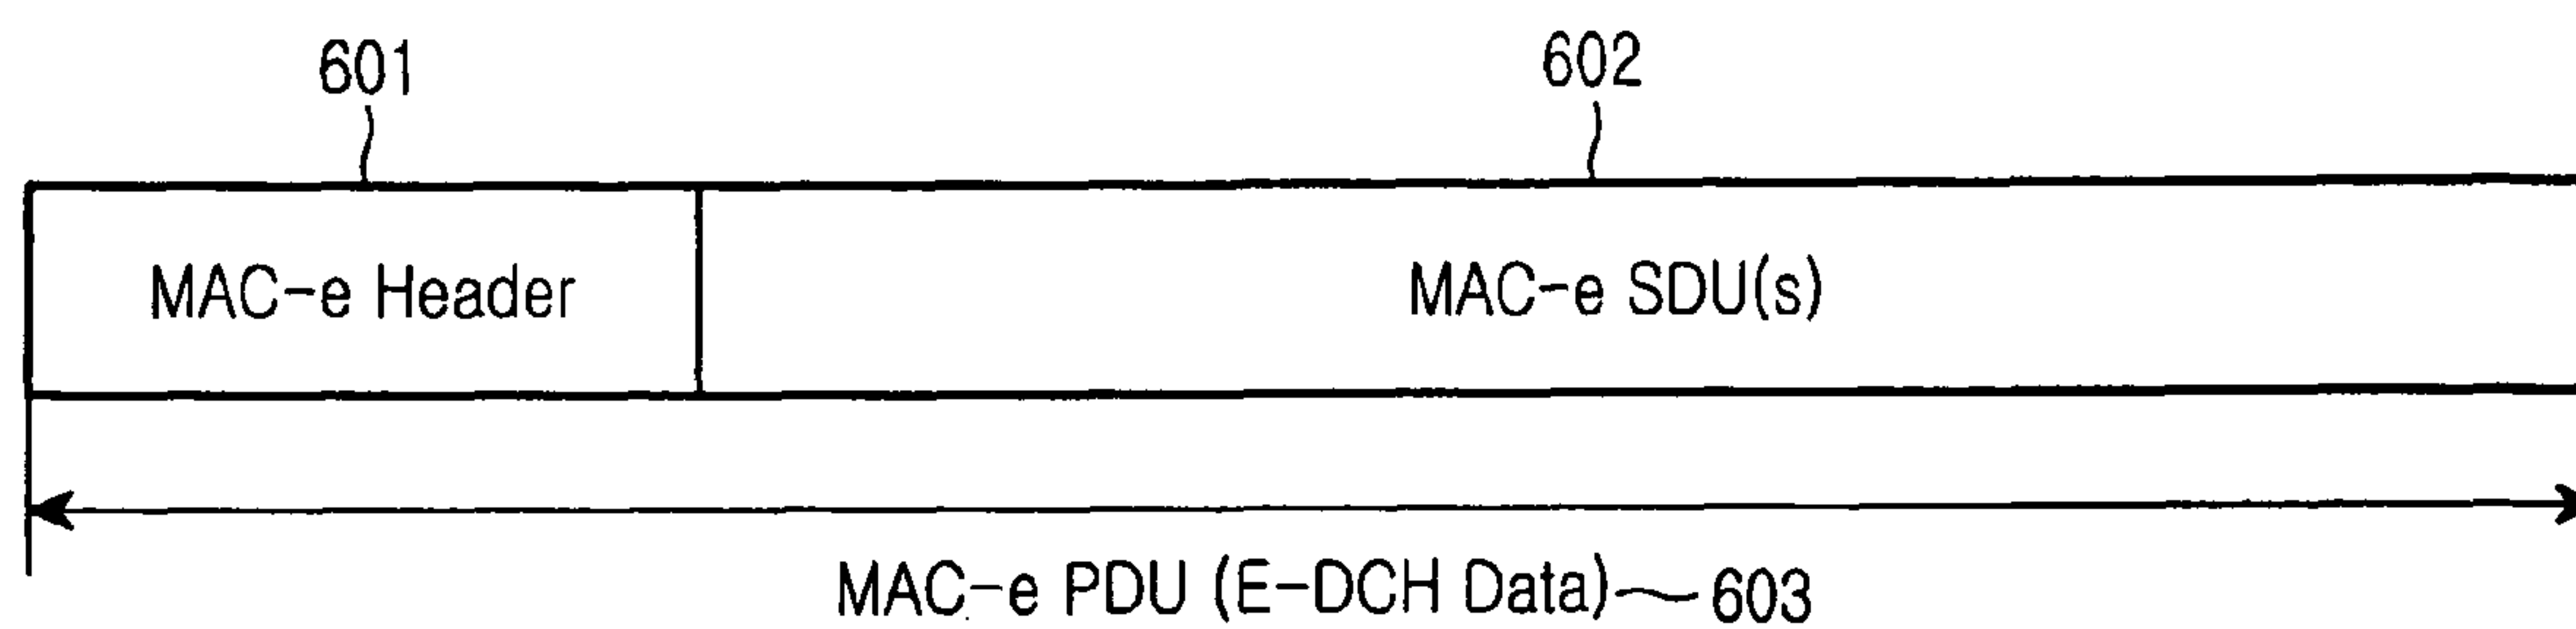 601
602
MAC-e Header
MAC-e SDU(s)
MAC-e PDU (E-DCH Data) 603